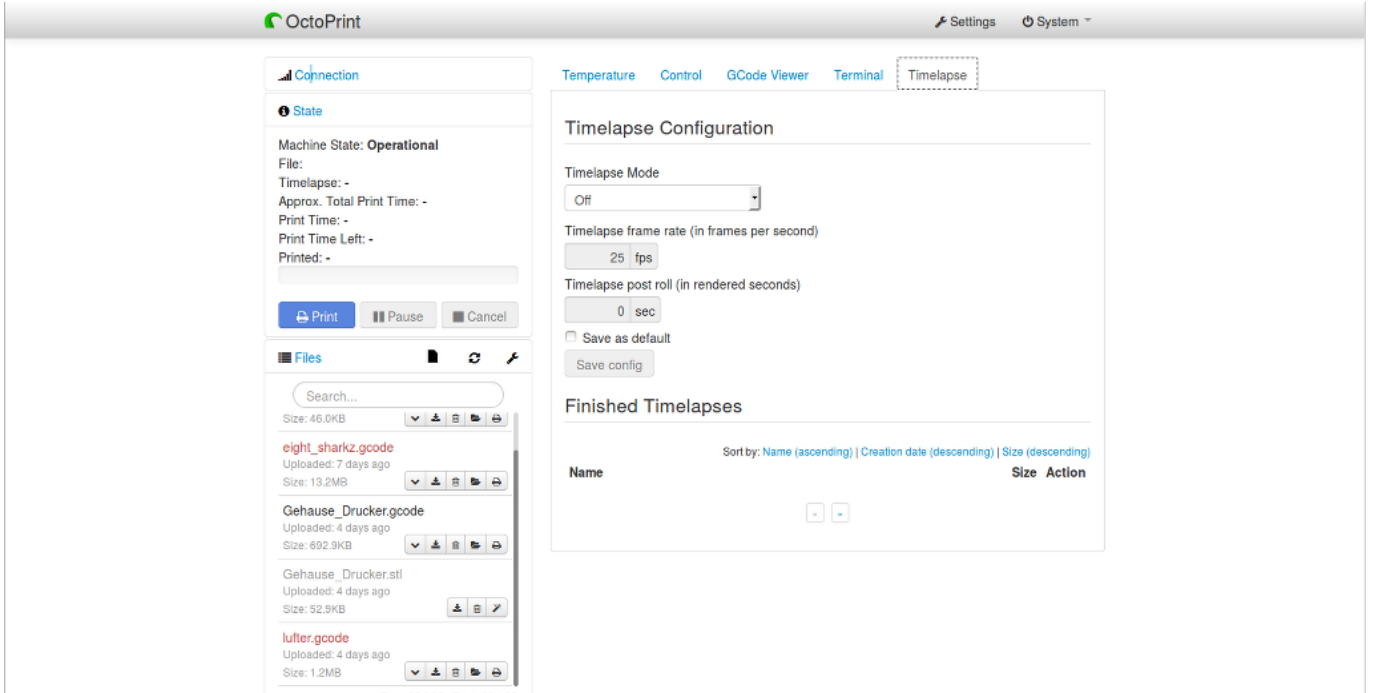 OctoPrint
Settings
System
Connection
State
Machine State: Operational
File:
Timelapse: -
Approx. Total Print Time: -
Print Time: -
Print Time Left: -
Printed: -
Print
Pause
Cancel
Files
Search...
Size: 46.0KB
eight_sharkz.gcode
Uploaded: 7 days ago
Size: 13.2MB
Gehause_Drucker.gcode
Uploaded: 4 days ago
Size: 692.9KB
Gehause_Drucker.stl
Uploaded: 4 days ago
Size: 52.9KB
lufter.gcode
Uploaded: 4 days ago
Size: 1.2MB
Temperature
Control
GCode Viewer
Terminal
Timelapse
Timelapse Configuration
Timelapse Mode
Off
Timelapse frame rate (in frames per second)
25 fps
Timelapse post roll (in rendered seconds)
0 sec
Save as default
Save config
Finished Timelapses
Sort by: Name (ascending) | Creation date (descending) | Size (descending)
Name
Size
Action